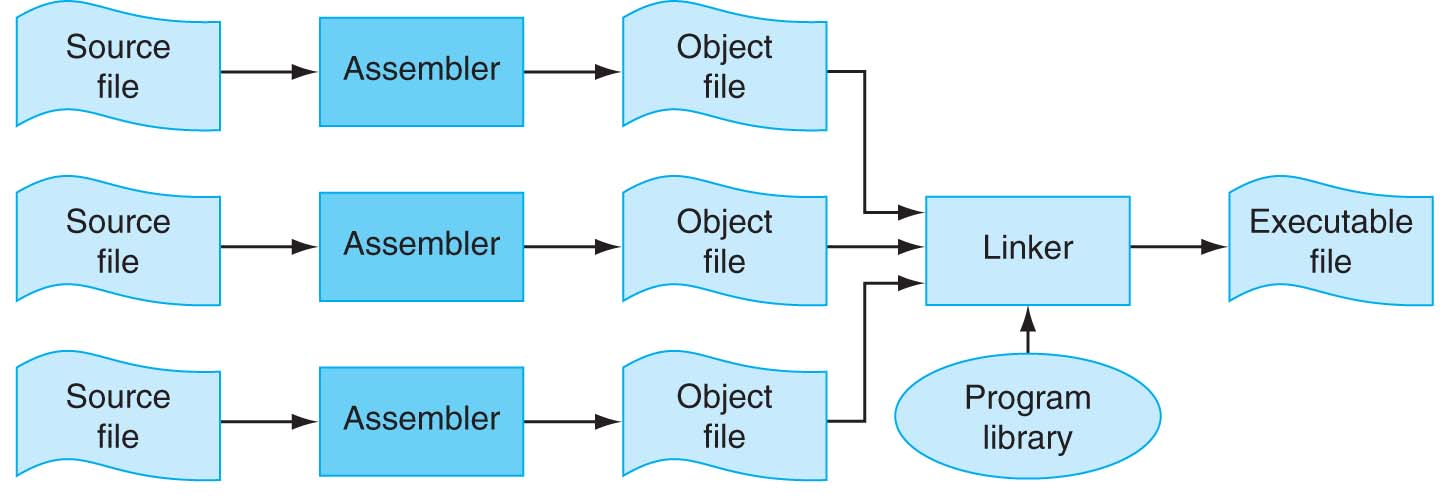 Source
file
Assembler
Object
file
Source
file
Assembler
Object
file
Linker
Executable
file
Source
file
Assembler
Object
file
Program
library